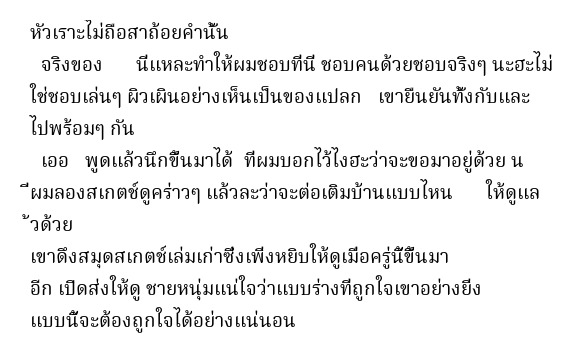 หัวเราะไม่ถือสาถ้อยคำนั้น
จริงของ นี่แหละทำให้ผมชอบที่นี่ ชอบคนด้วยชอบจริงๆ นะฮะไม่
ใช่ชอบเล่นๆ ผิวเผินอย่างเห็นเป็นของแปลก เขายืนยันทั้งกับและ
ไปพร้อมๆ กัน
เออ พูดแล้วนึกขึ้นมาได้ ที่ผมบอกไว้ไงฮะว่าจะขอมาอยู่ด้วย น
ี่ผมลองสเกตช์ดูคร่าวๆ แล้วละว่าจะต่อเติมบ้านแบบไหน ให้ดูแล
้วด้วย
เขาดึงสมุดสเกตช์เล่มเก่าซึ่งเพิ่งหยิบให้ดูเมื่อครู่นี้ขึ้นมา
อีก เปิดส่งให้ดู ชายหนุ่มแน่ใจว่าแบบร่างที่ถูกใจเขาอย่างยิ่ง
แบบนี้จะต้องถูกใจได้อย่างแน่นอน